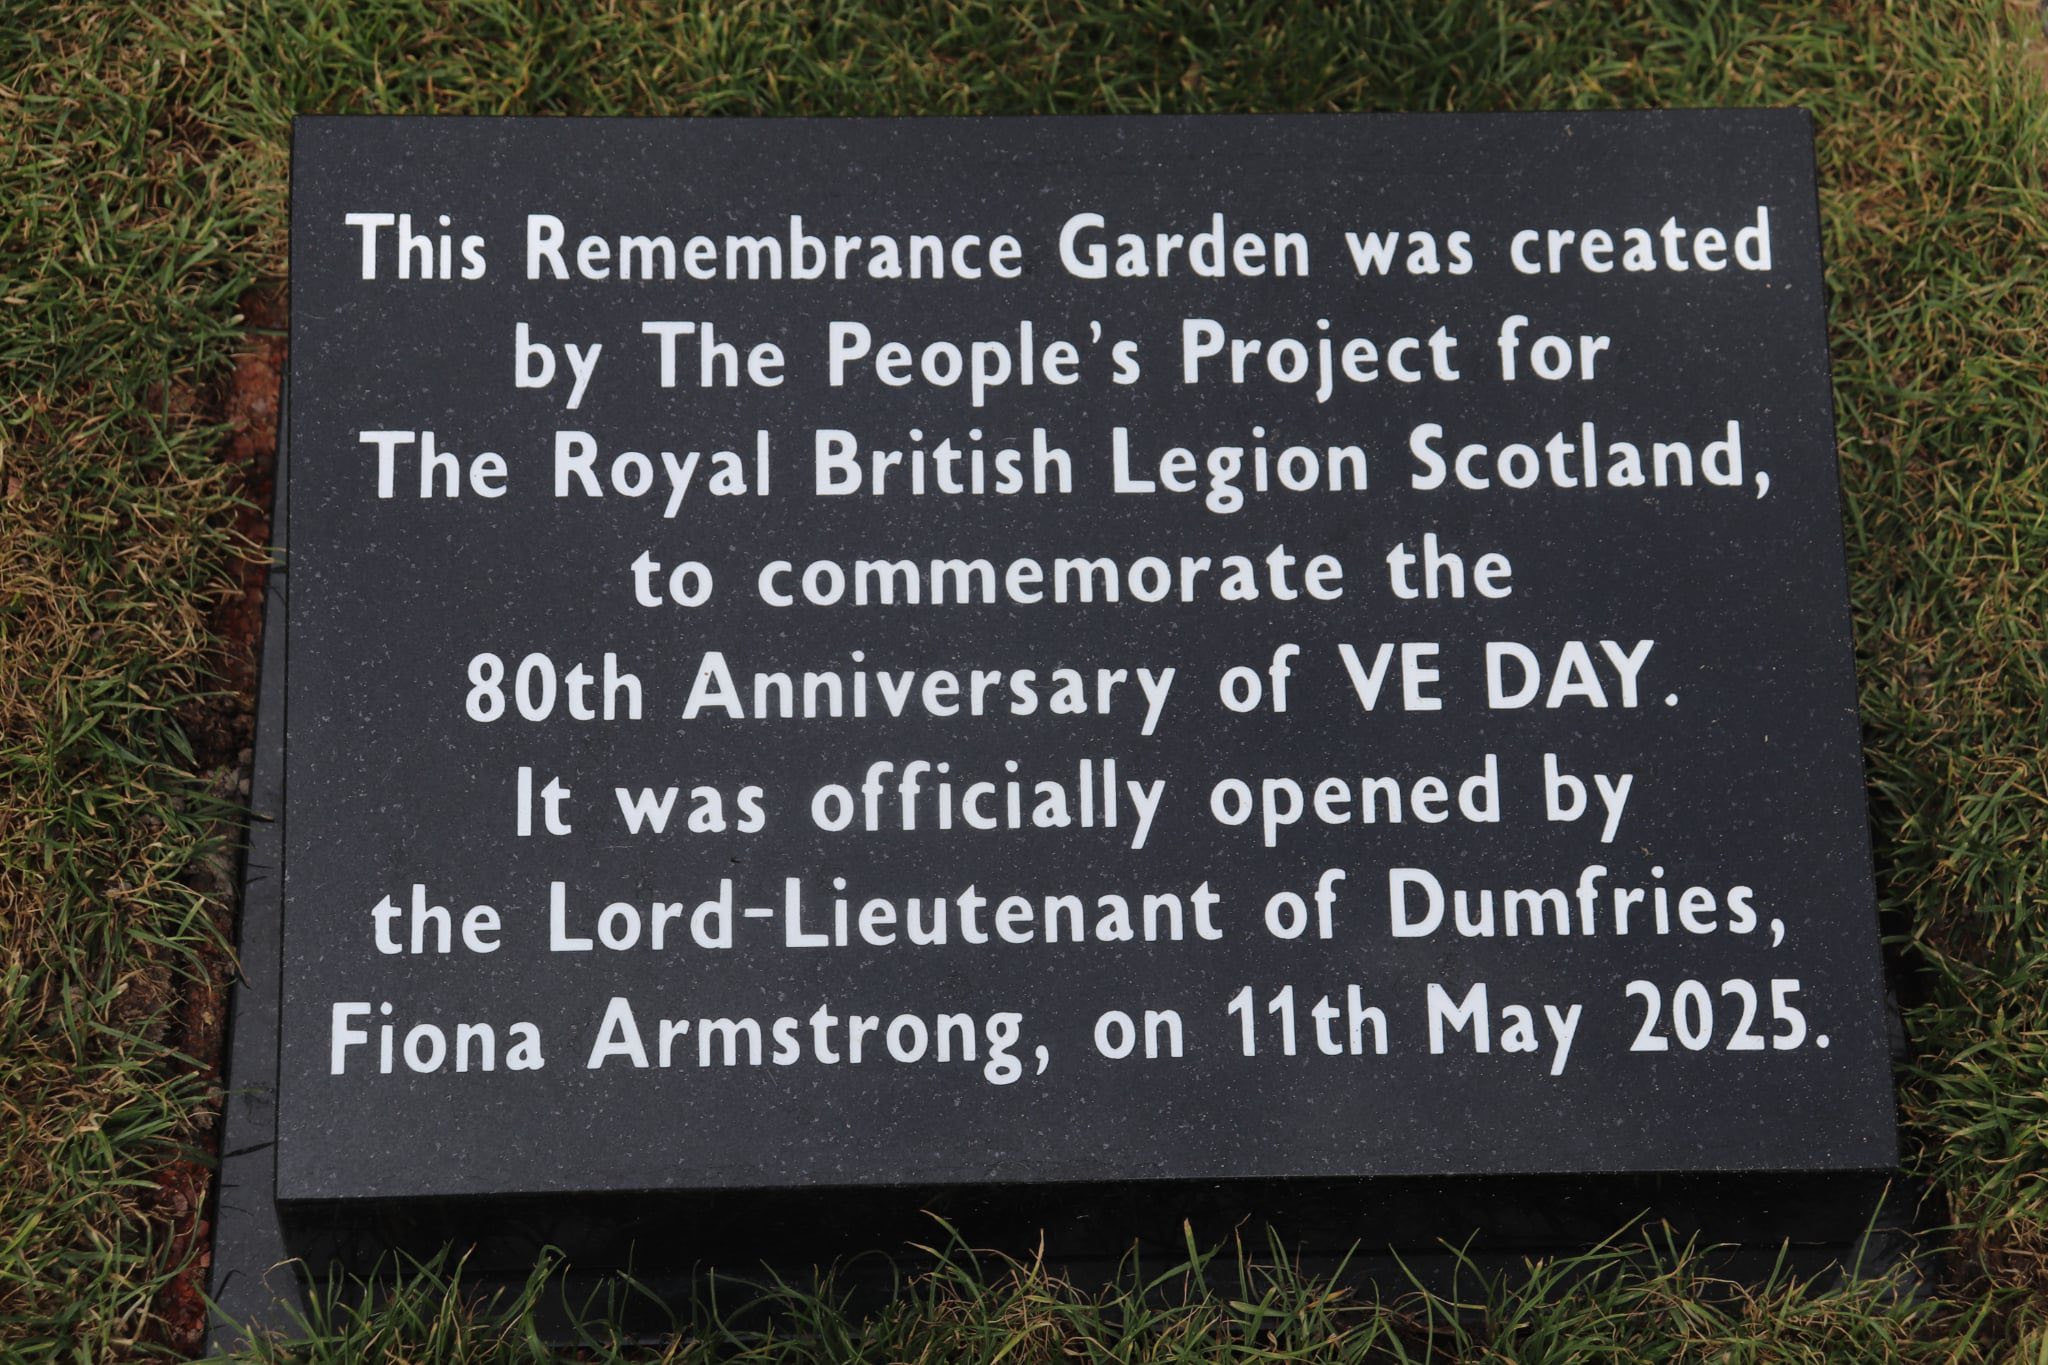 This Remembrance Garden was created
by The People's Project for
The Royal British Legion Scotland,
to commemorate the
80th Anniversary of VE DAY.
It was officially opened by
the Lord-Lieutenant of Dumfries,
Fiona Armstrong, on 11th May 2025.